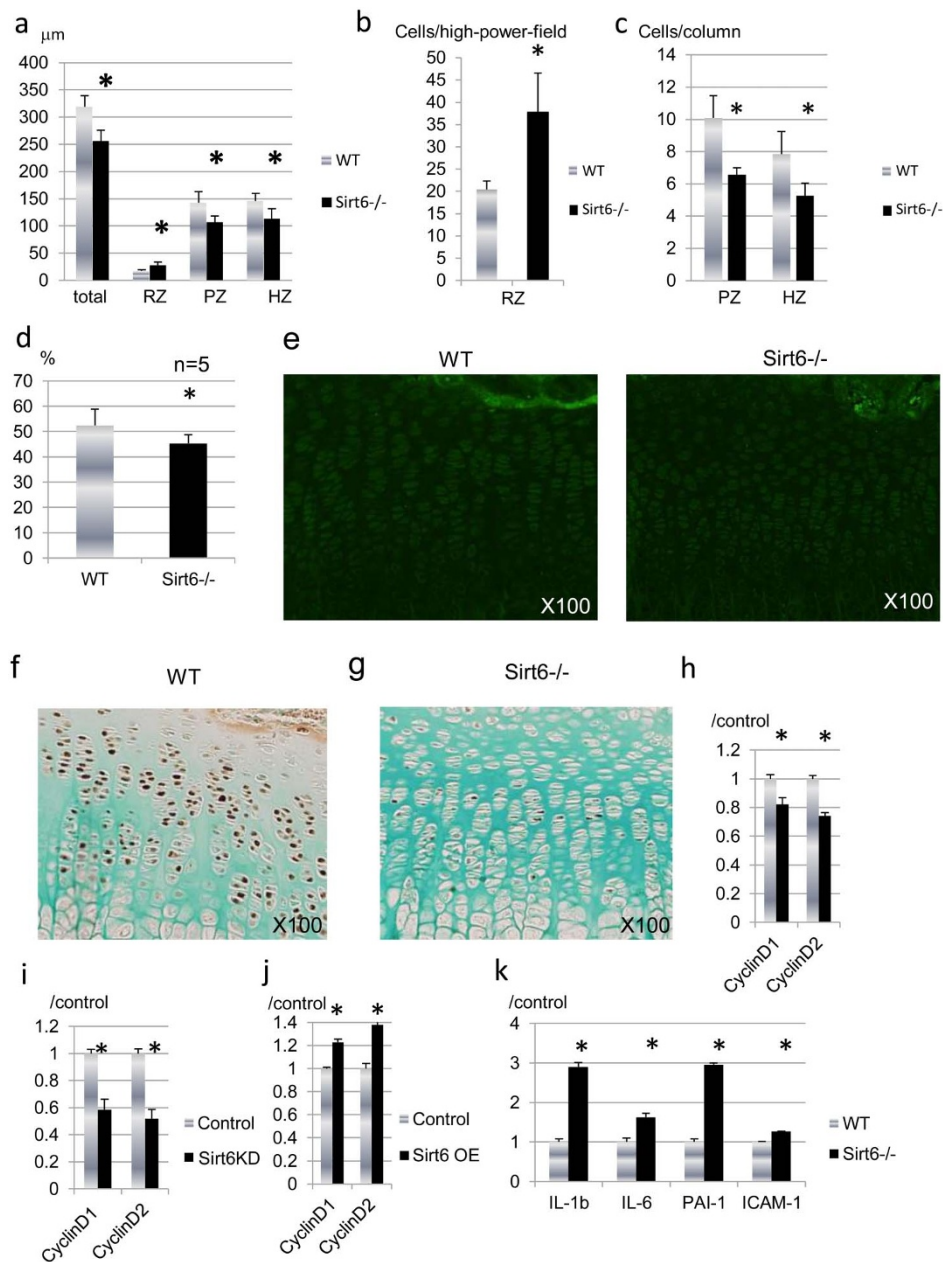 a
μm
*
400
350
300
250
200
150
100
50
0
*
*
*
WT
Sirt6-/-
total RZ PZ HZ
b
Cells/high-power-field
*
50
45
40
35
30
25
20
15
10
5
0
WT
Sirt6-/-
RZ
c
Cells/column
14
12
10
8
6
4
2
0
* *
WT
Sirt6-/-
PZ HZ
d
%
n=5
*
70
60
50
40
30
20
10
0
WT Sirt6-/-
e
WT
X100
Sirt6-/-
X100
f
WT
X100
g
Sirt6-/-
X100
h
/control
* *
1.2
1
0.8
0.6
0.4
0.2
0
CyclinD1
CyclinD2
i
/control
1.2
1
0.8
0.6
0.4
0.2
0
* *
Control
Sirt6KD
CyclinD1
CyclinD2
j
/control
* *
1.4
1.2
1
0.8
0.6
0.4
0.2
0
Control
Sirt6 OE
CyclinD1
CyclinD2
k
/control
4
3
2
1
0
* * * *
WT
Sirt6-/-
IL-1b IL-6 PAI-1 ICAM-1